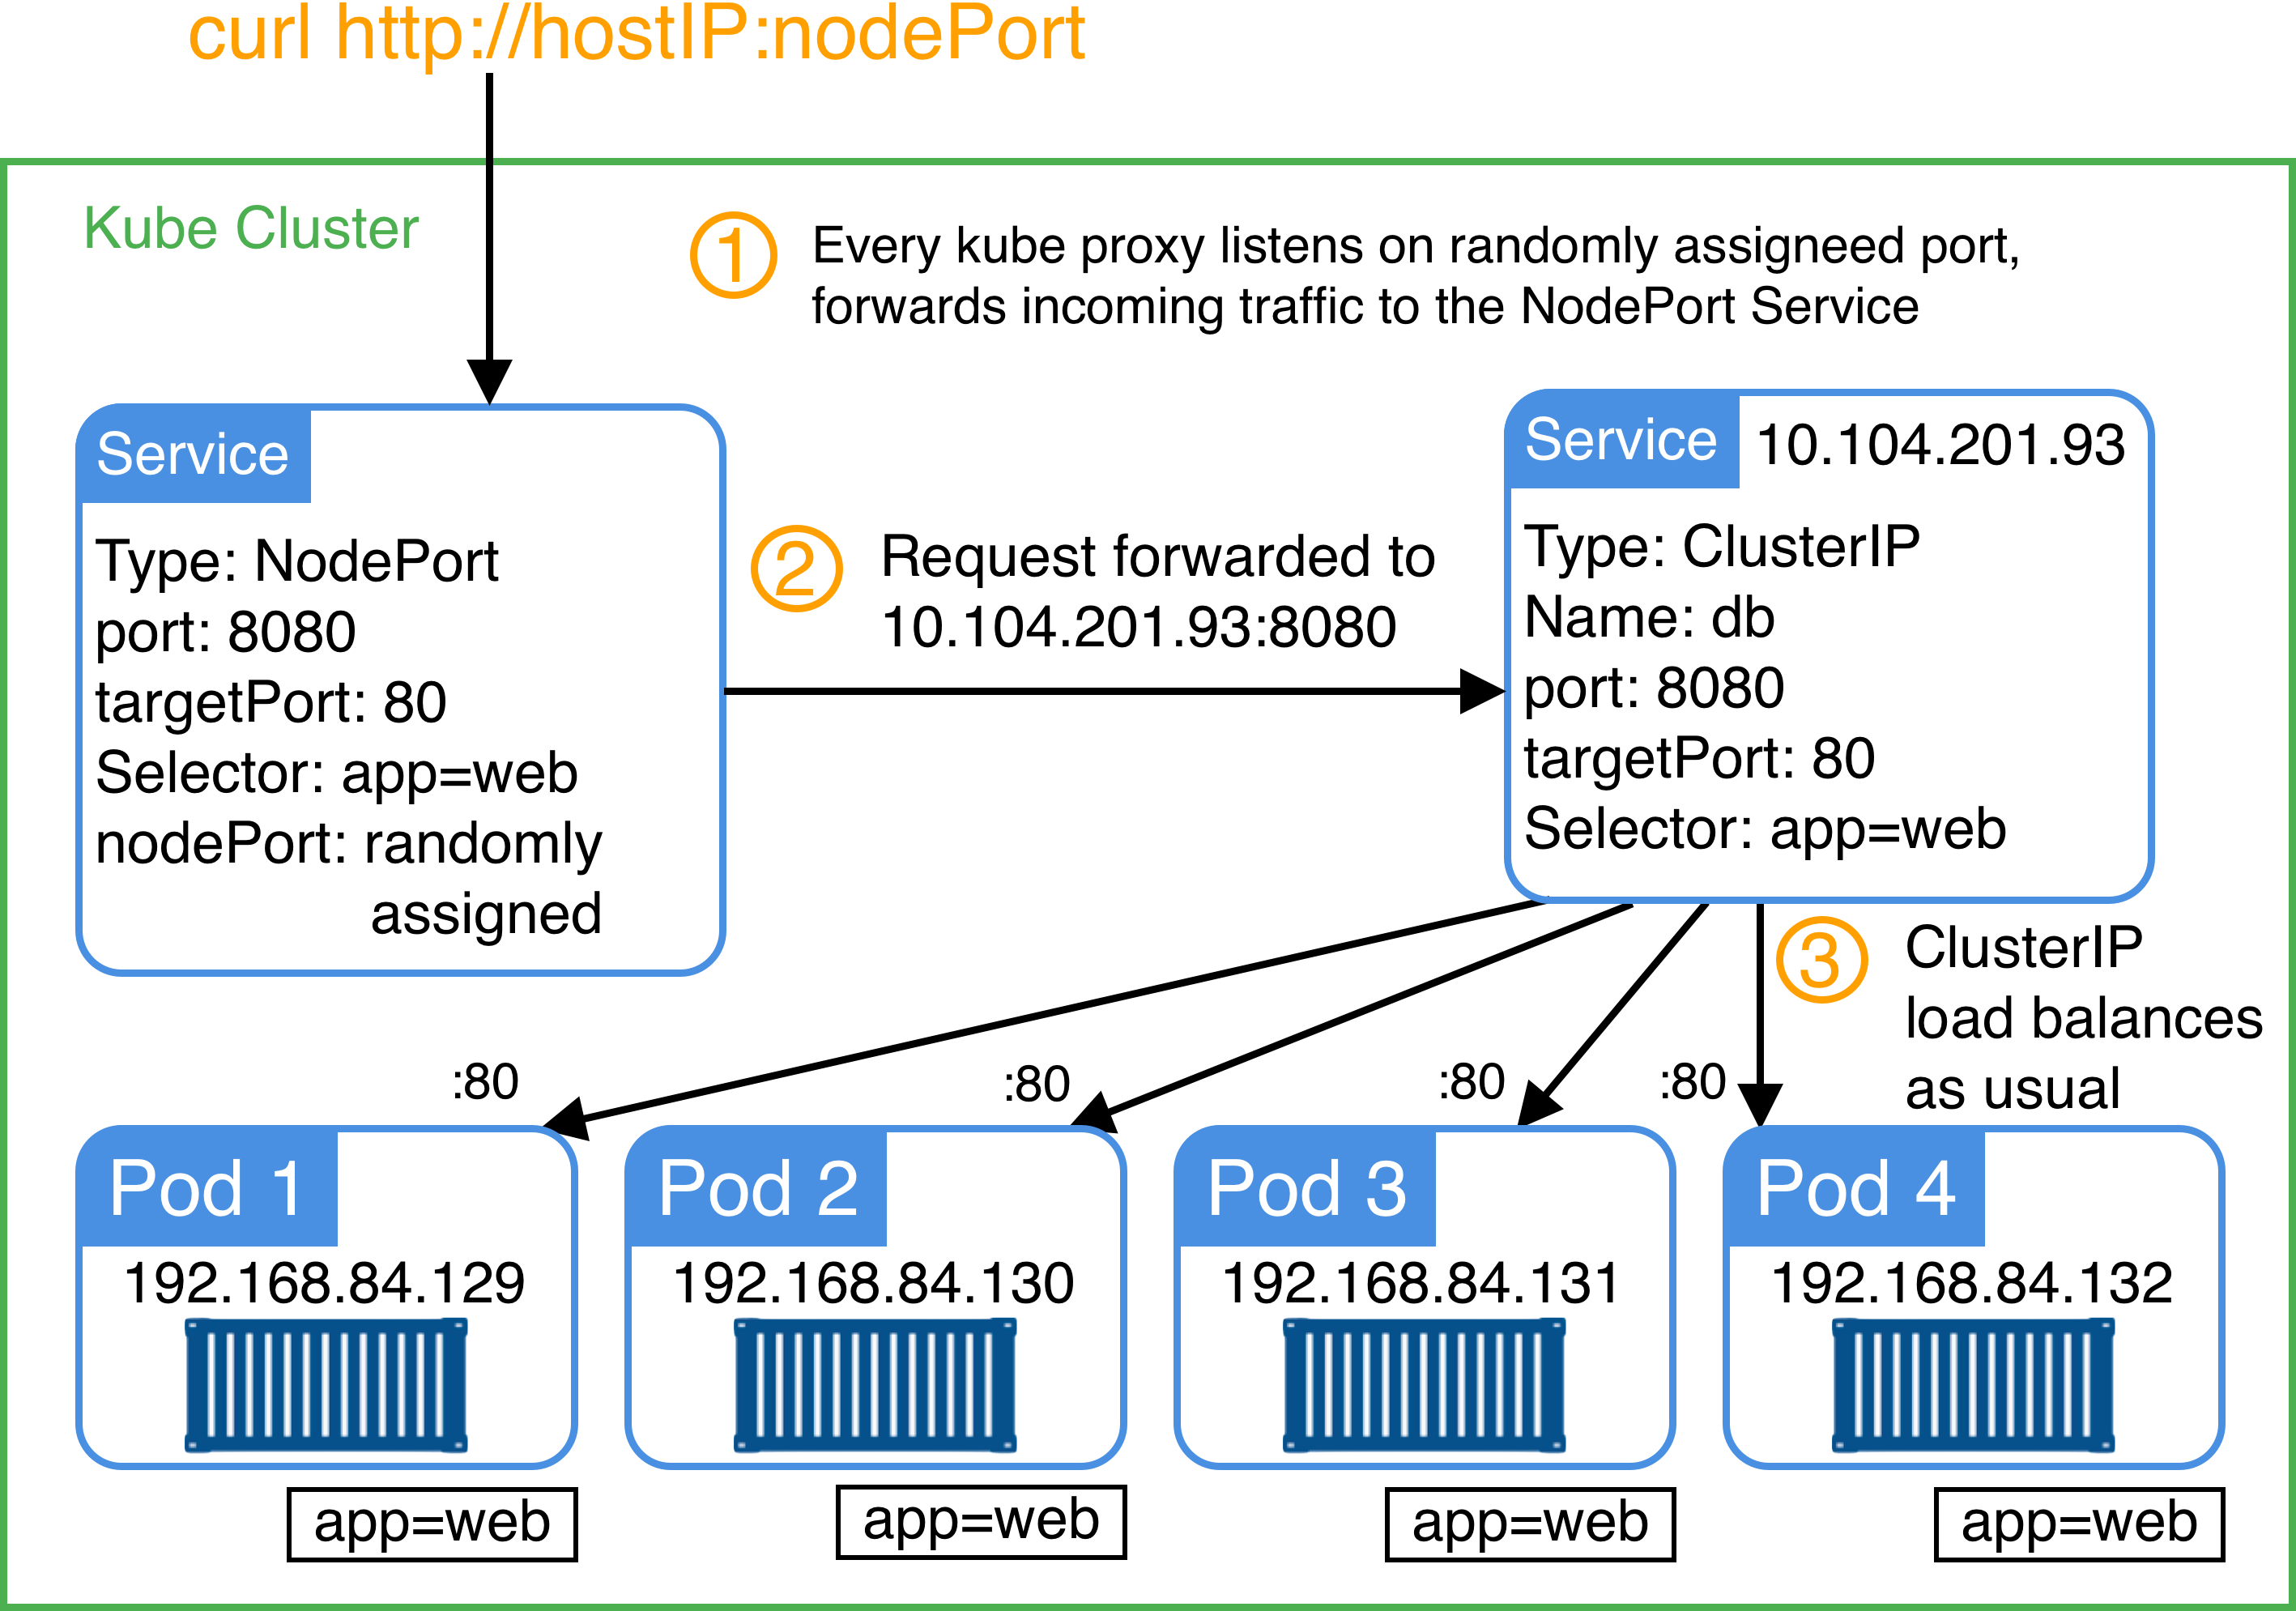 curl http://hostIP:nodePort
Kube Cluster
1
Every kube proxy listens on randomly assigneed port,
forwards incoming traffic to the NodePort Service
Service
Type: NodePort
port: 8080
targetPort: 80
Selector: app=web
nodePort: randomly
assigned
2
Request forwarded to
10.104.201.93:8080
Service
10.104.201.93
Type: ClusterIP
Name: db
port: 8080
targetPort: 80
Selector: app=web
3
ClusterIP
load balances
as usual
:80
:80
:80
:80
Pod 1
192.168.84.129
app=web
Pod 2
192.168.84.130
app=web
Pod 3
192.168.84.131
app=web
Pod 4
192.168.84.132
app=web